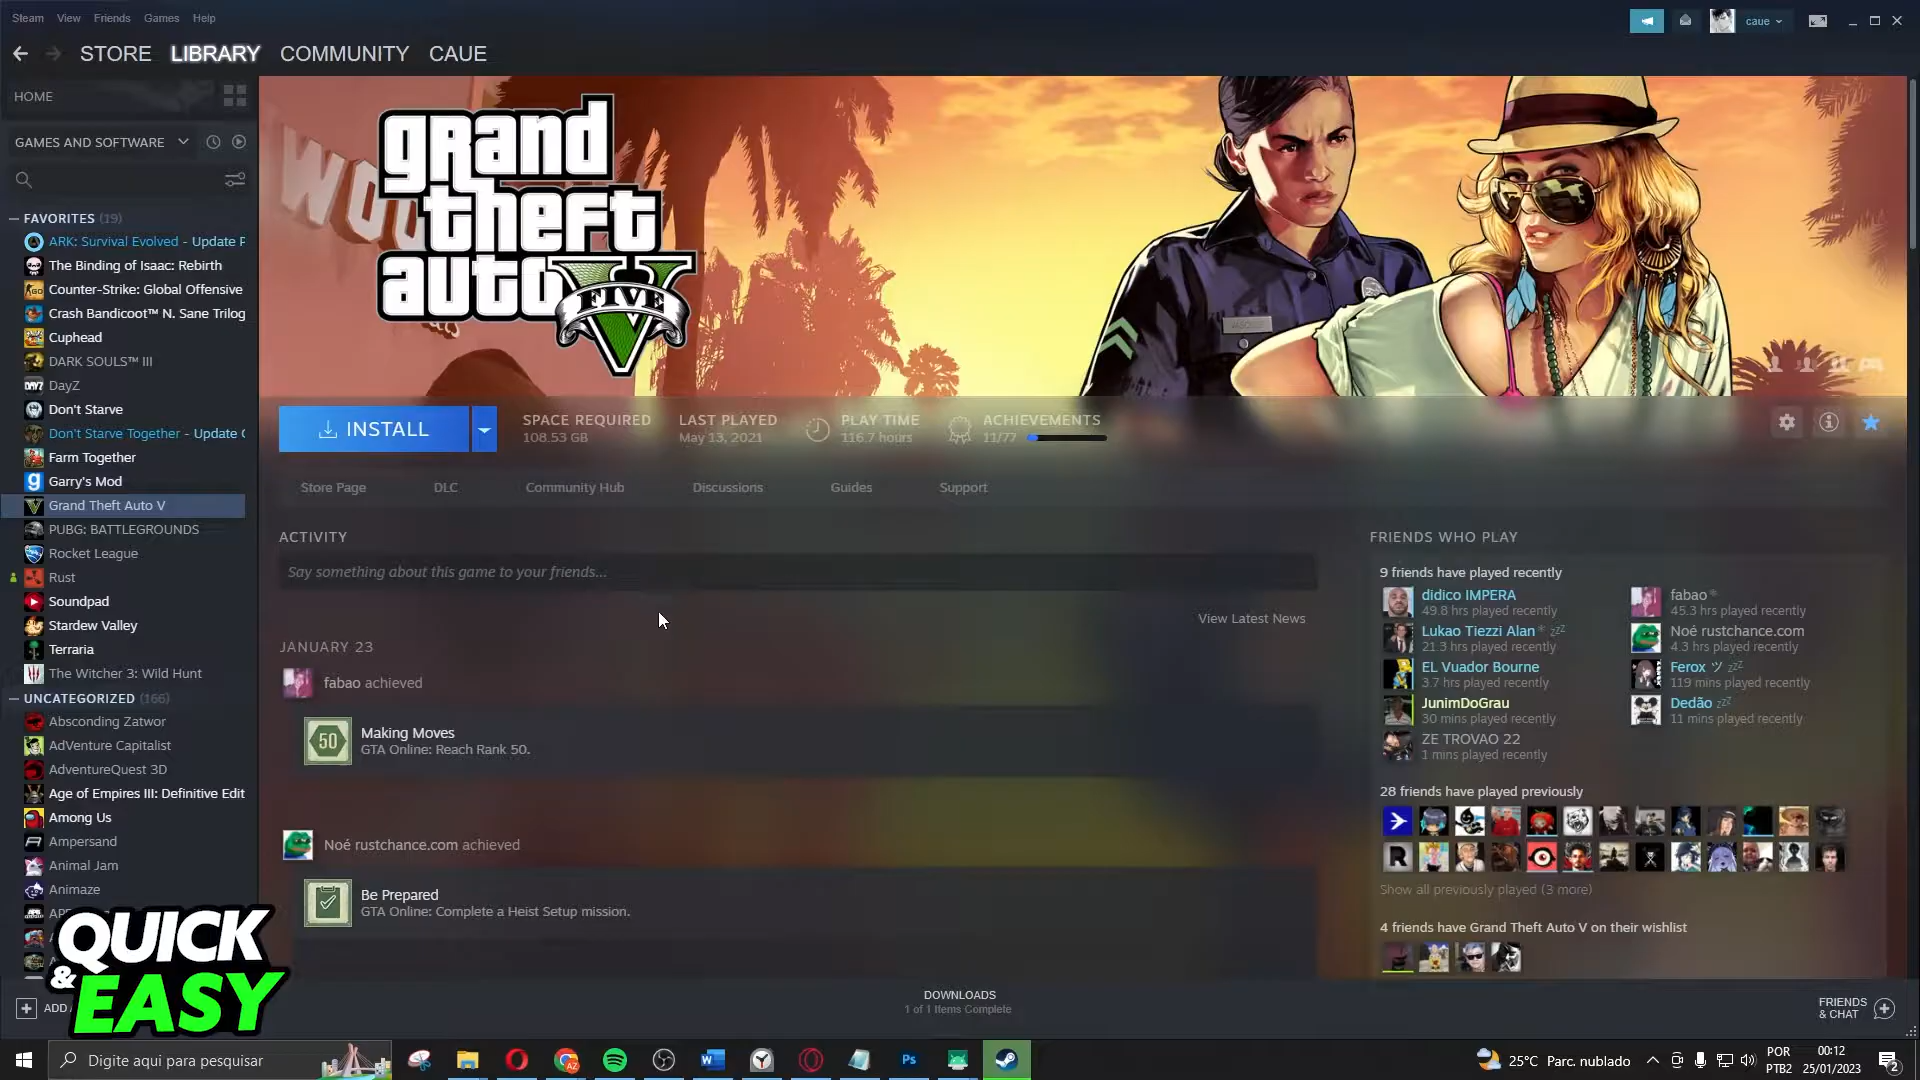 Steam View Friends Games Help
caue
STORE LIBRARY COMMUNITY CAUE
HOME
GAMES AND SOFTWARE
FAVORITES (19)
ARK: Survival Evolved - Update P
The Binding of Isaac: Rebirth
Counter-Strike: Global Offensive
Crash Bandicoot™ N. Sane Trilog
Cuphead
DARK SOULS™ III
DayZ
Don't Starve
Don't Starve Together - Update
Farm Together
Garry's Mod
Grand Theft Auto V
PUBG: BATTLEGROUNDS
Rocket League
Rust
Soundpad
Stardew Valley
Terraria
The Witcher 3: Wild Hunt
UNCATEGORIZED (166)
Absconding Zatwor
AdVenture Capitalist
AdventureQuest 3D
Age of Empires III: Definitive Edit
Among Us
Ampersand
Animal Jam
Animaze
QUICK
& EASY
ADD
grand
theft
auto V
FIVE
INSTALL
SPACE REQUIRED
108.53 GB
LAST PLAYED
May 13, 2021
PLAY TIME
116.7 hours
ACHIEVEMENTS
11/77
Store Page DLC Community Hub Discussions Guides Support
ACTIVITY
Say something about this game to your friends...
View Latest News
JANUARY 23
fabao achieved
50
Making Moves
GTA Online: Reach Rank 50.
Noé rustchance.com achieved
Be Prepared
GTA Online: Complete a Heist Setup mission.
FRIENDS WHO PLAY
9 friends have played recently
didico IMPERA
49.8 hrs played recently
fabao*
45.3 hrs played recently
Lukao Tiezzi Alan* zzZ
21.3 hrs played recently
Noé rustchance.com
4.3 hrs played recently
EL Vuador Bourne
3.7 hrs played recently
Ferox ツ zzZ
119 mins played recently
JunimDoGrau
30 mins played recently
Dedão zzZ
11 mins played recently
ZE TROVAO 22
1 mins played recently
28 friends have played previously
Show all previously played (3 more)
4 friends have Grand Theft Auto V on their wishlist
DOWNLOADS
1 of 1 Items Complete
FRIENDS
& CHAT
Digite aqui para pesquisar
25°C Parc. nublado
POR
PTB2
00:12
25/01/2023
2